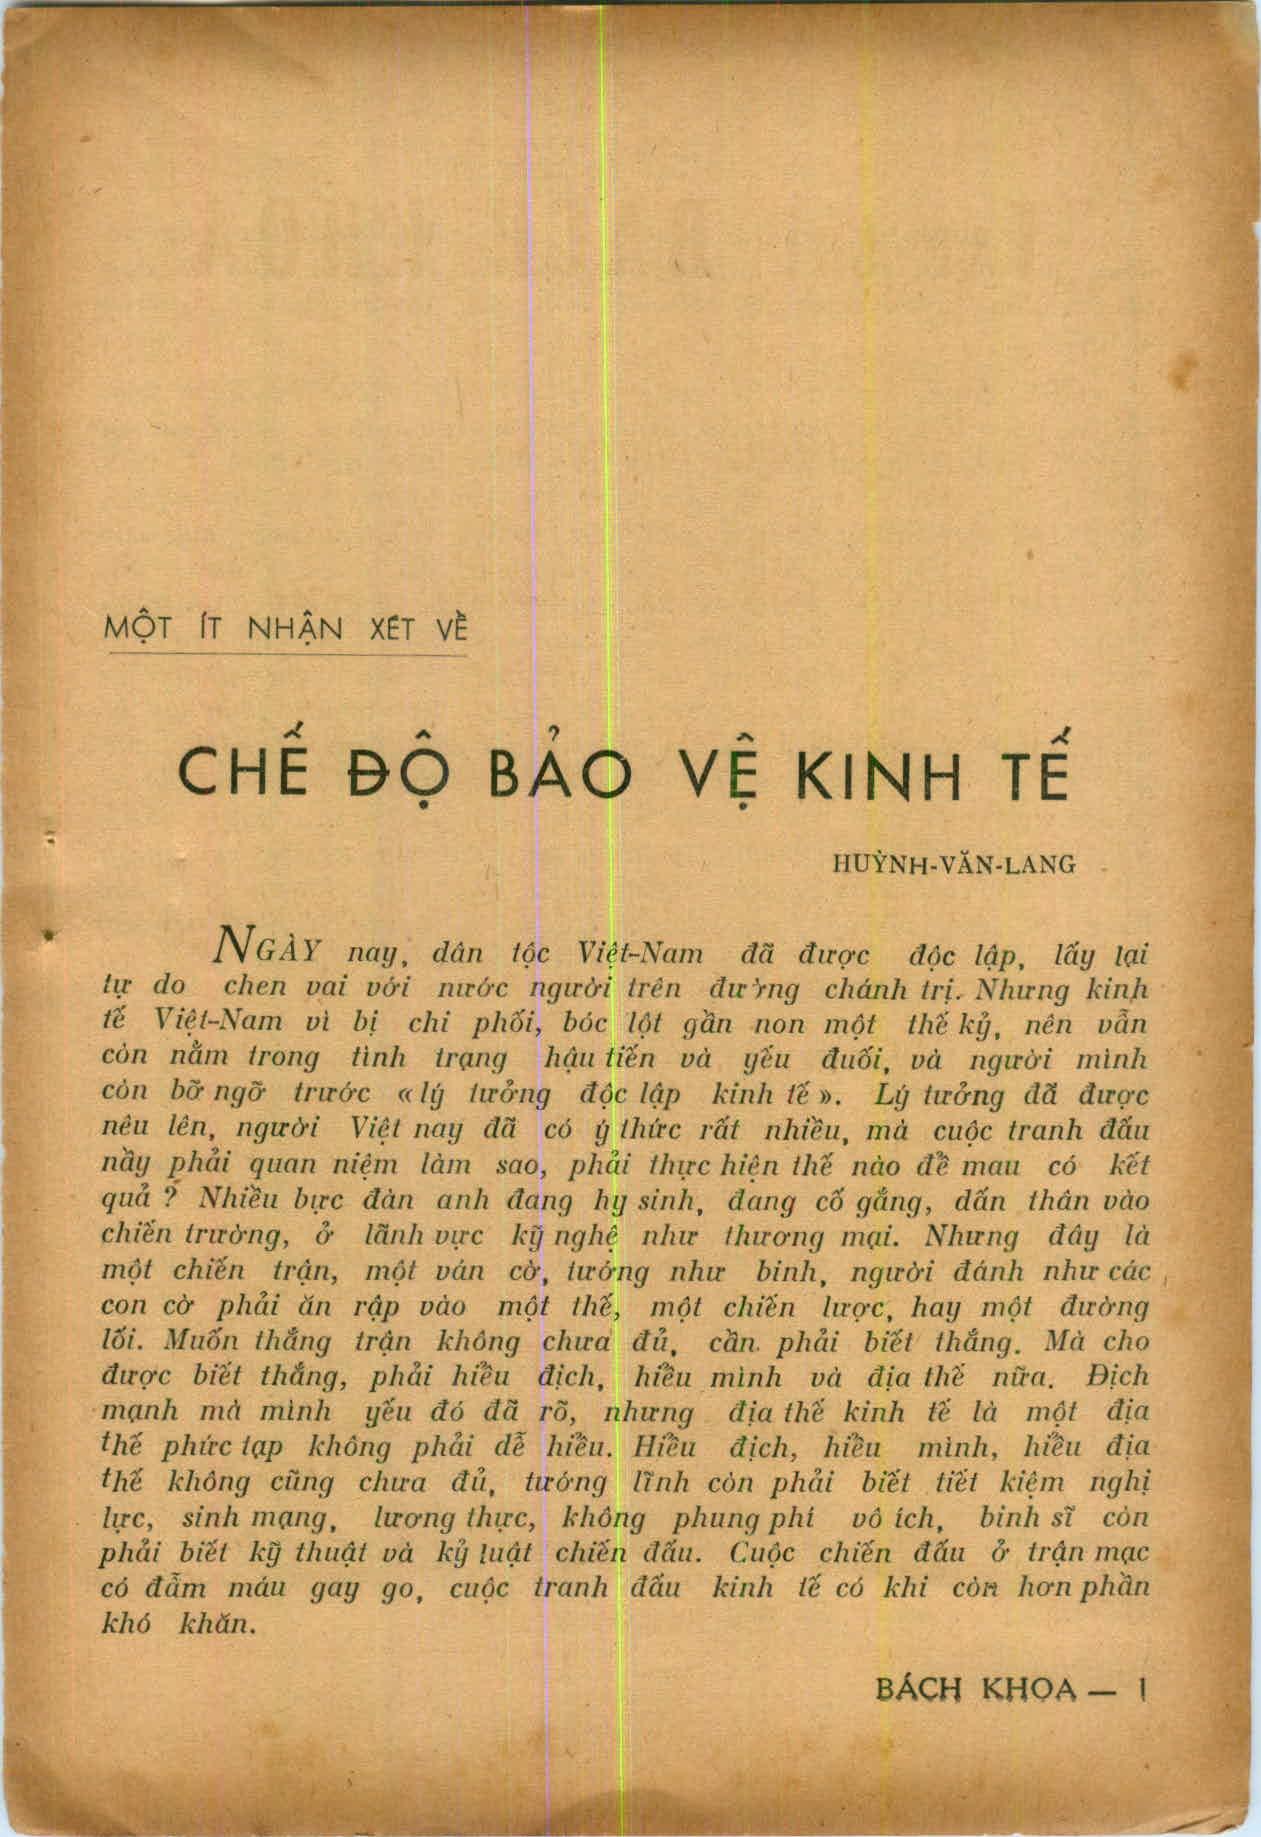 MỘT ÍT NHẬN XÉT VỀ
CHẾ ĐỘ BẢO VỆ KINH TẾ
HUỲNH-VĂN-LANG
NGÀY nay, dân tộc Việt-Nam đã được độc lập, lấy lại
tự do chen vai với nước người trên đường chánh trị. Nhưng kinh
tế Việt-Nam vì bị chi phối, bóc lột gần non một thế kỷ, nên vẫn
còn nằm trong tình trạng hậu tiến và yếu đuối, và người mình
còn bỡ ngỡ trước « lý tưởng độc lập kinh tế ». Lý tưởng đã được
nêu lên, người Việt nay đã có ý thức rất nhiều, mà cuộc tranh đấu
nầy phải quan niệm làm sao, phải thực hiện thế nào để mau có kết
quả ? Nhiều bực đàn anh đang hy sinh, đang cố gắng, dấn thân vào
chiến trường, ở lãnh vực kỹ nghệ như thương mại. Nhưng đây là
một chiến trận, một ván cờ, tướng như binh, người đánh như các
con cờ phải ăn rập vào một thế, một chiến lược, hay một đường
lối. Muốn thắng trận không chưa đủ, cần phải biết thắng. Mà cho
được biết thắng, phải hiểu địch, hiểu mình và địa thế nữa. Địch
mạnh mà mình yếu đó đã rõ, nhưng địa thế kinh tế là một địa
thế phức tạp không phải dễ hiểu. Hiểu địch, hiểu mình, hiểu địa
thế không cũng chưa đủ, tướng lĩnh còn phải biết tiết kiệm nghị
lực, sinh mạng, lương thực, không phung phí vô ích, binh sĩ còn
phải biết kỹ thuật và kỷ luật chiến đấu. Cuộc chiến đấu ở trận mạc
có đẫm máu gay go, cuộc tranh đấu kinh tế có khi còn hơn phần
khó khăn.
BÁCH KHOA — 1